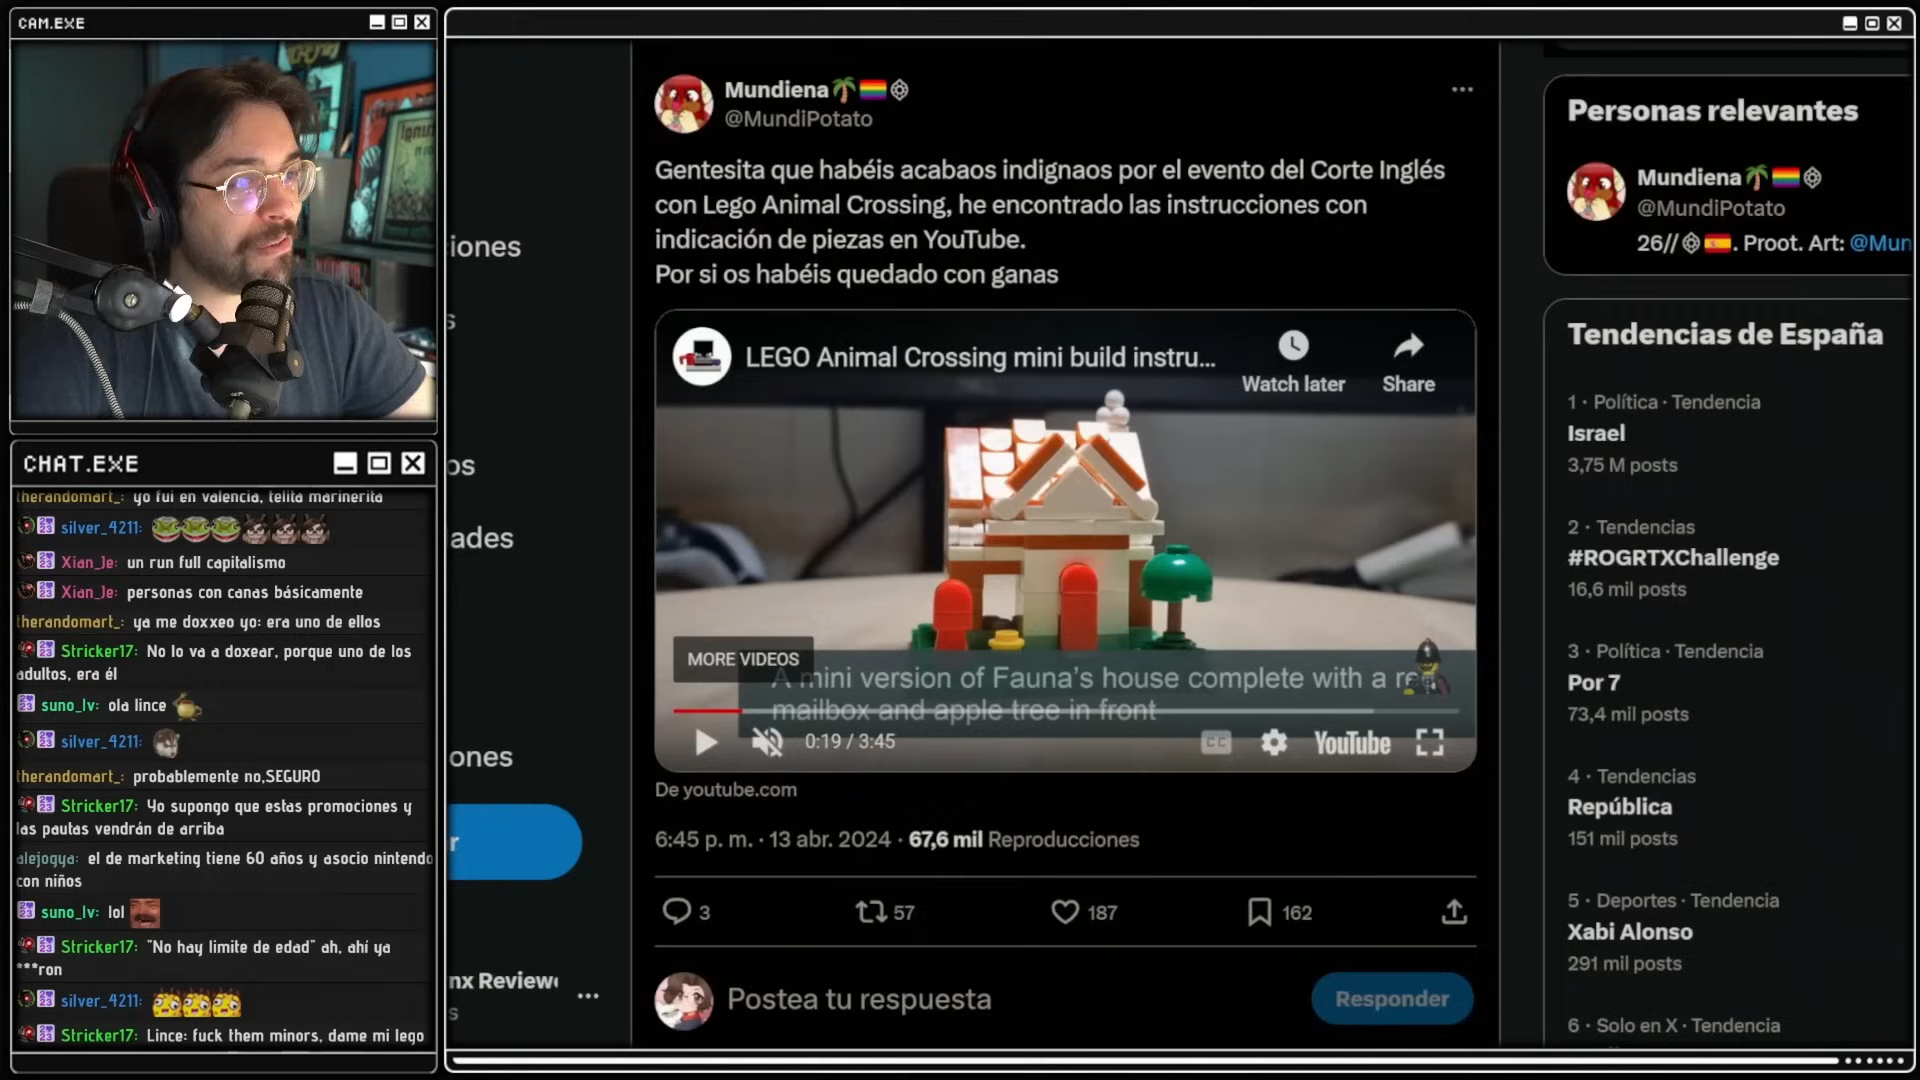 CAM.EXE
CHAT.EXE
therandomart_: yo fui en valencia, telita marinerita
silver_4211:
Xian_Je: un run full capitalismo
Xian_Je: personas con canas básicamente
therandomart_: ya me doxxeo yo: era uno de ellos
Stricker17: No lo va a doxear, porque uno de los
adultos, era él
suno_lv: ola lince
silver_4211:
therandomart_: probablemente no,SEGURO
Stricker17: Yo supongo que estas promociones y
las pautas vendrán de arriba
alejogya: el de marketing tiene 60 años y asocio nintendo
con niños
suno_lv: lol
Stricker17: "No hay limite de edad" ah, ahí ya
***ron
silver_4211:
Stricker17: Lince: fuck them minors, dame mi lego
iones
s
os
ades
ones
r
nx Review
s
Mundiena
@MundiPotato
Gentesita que habéis acabaos indignaos por el evento del Corte Inglés
con Lego Animal Crossing, he encontrado las instrucciones con
indicación de piezas en YouTube.
Por si os habéis quedado con ganas
LEGO Animal Crossing mini build instru...
Watch later
Share
MORE VIDEOS
A mini version of Fauna's house complete with a re
mailbox and apple tree in front
0:19 / 3:45
CC
YouTube
De youtube.com
6:45 p. m. · 13 abr. 2024 · 67,6 mil Reproducciones
3
57
187
162
Postea tu respuesta
Responder
Personas relevantes
Mundiena
@MundiPotato
26// . Proot. Art: @Mun
Tendencias de España
1 · Política · Tendencia
Israel
3,75 M posts
2 · Tendencias
#ROGRTXChallenge
16,6 mil posts
3 · Política · Tendencia
Por 7
73,4 mil posts
4 · Tendencias
República
151 mil posts
5 · Deportes · Tendencia
Xabi Alonso
291 mil posts
6 · Solo en X · Tendencia